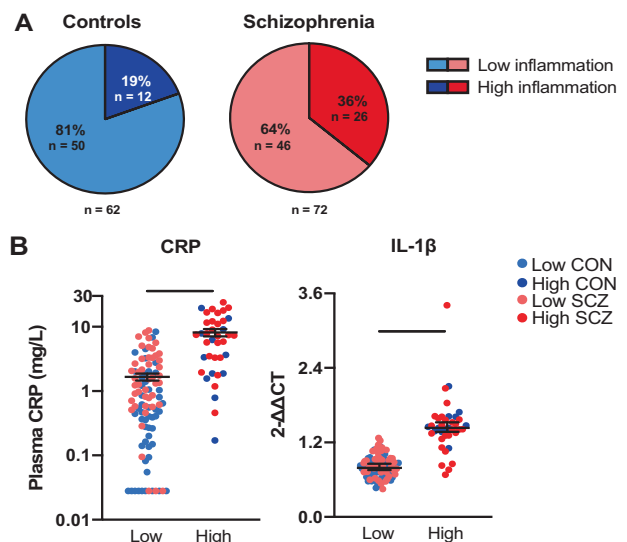 A
Controls
Schizophrenia
19%
n = 12
81%
n = 50
n = 62
36%
n = 26
64%
n = 46
n = 72
Low inflammation
High inflammation
B
CRP
IL-1β
Plasma CRP (mg/L)
30
10
1
0.1
0.01
Low
High
2-ΔΔCT
3.6
2.4
1.2
0.0
Low
High
Low CON
High CON
Low SCZ
High SCZ